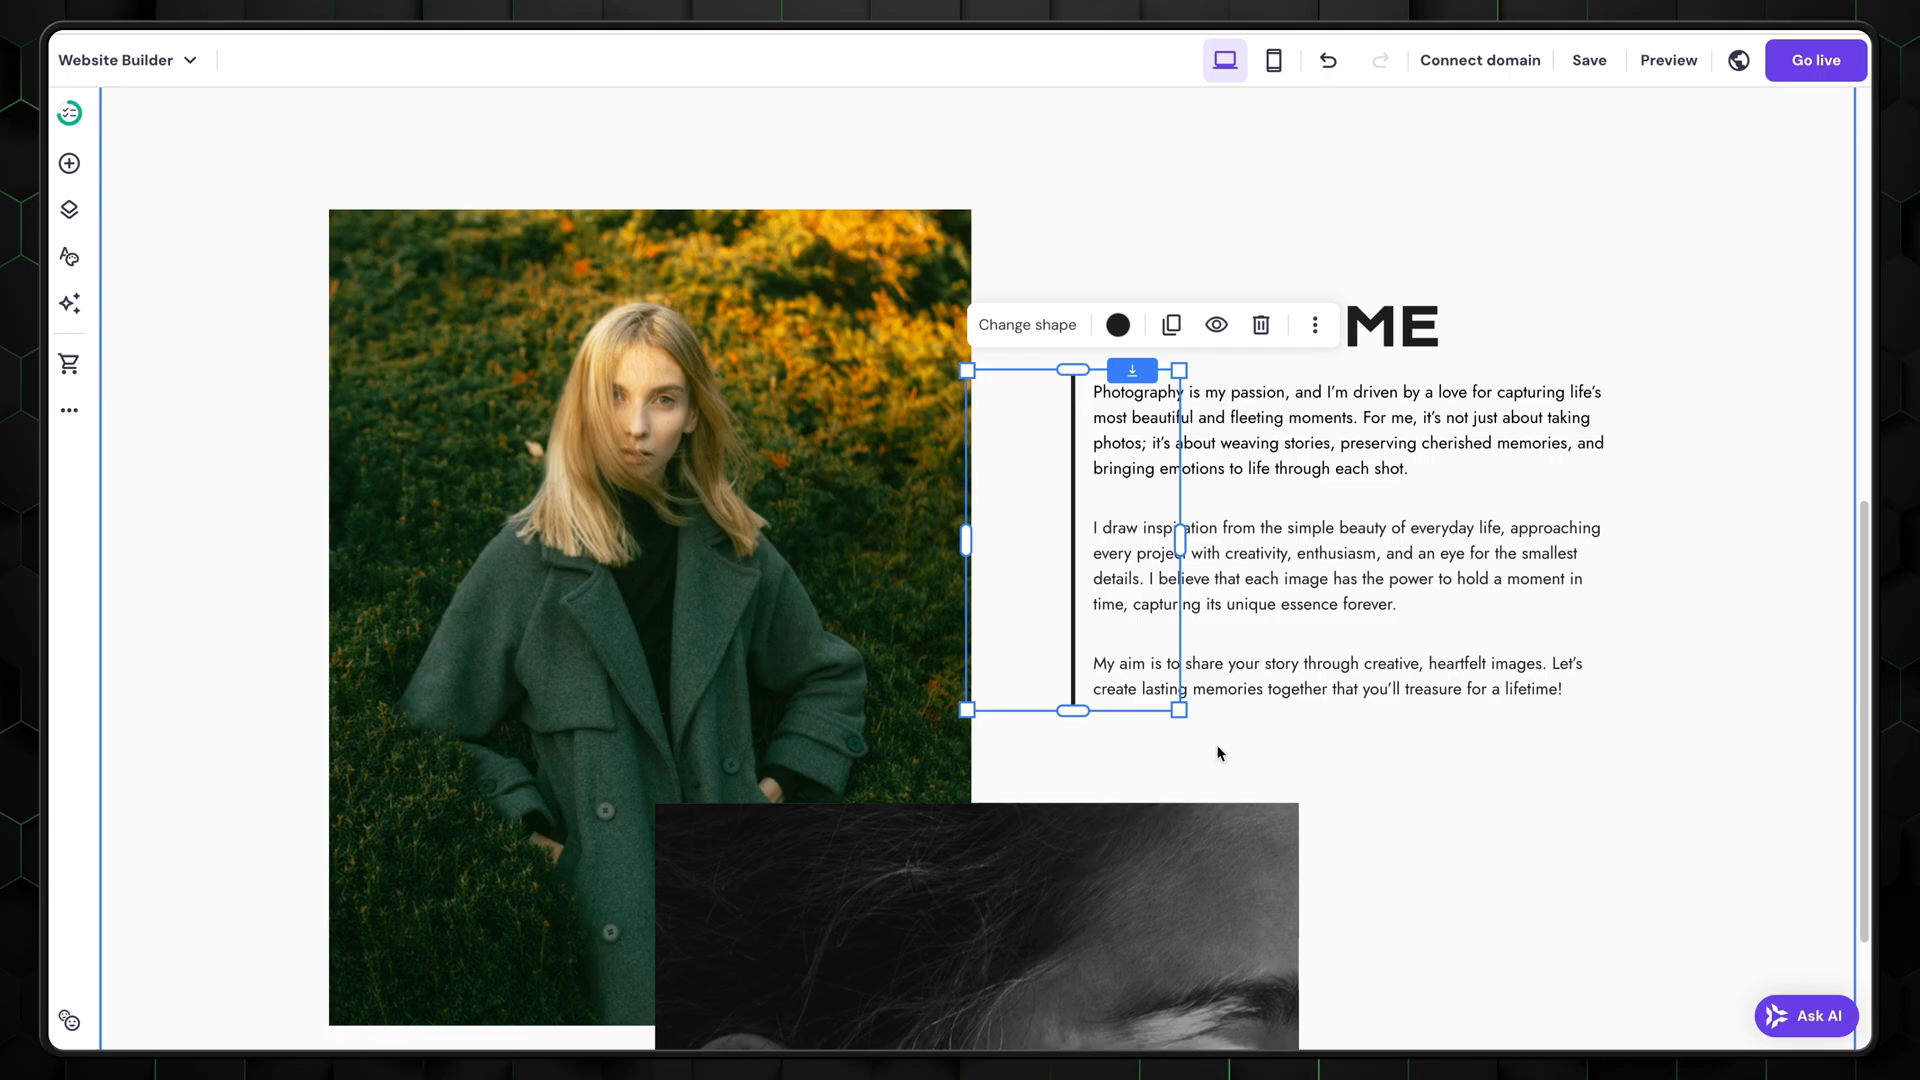 Website Builder
Connect domain
Save
Preview
Go live
Change shape
ME
Photography is my passion, and I'm driven by a love for capturing life's
most beautiful and fleeting moments. For me, it's not just about taking
photos; it's about weaving stories, preserving cherished memories, and
bringing emotions to life through each shot.
I draw inspiration from the simple beauty of everyday life, approaching
every project with creativity, enthusiasm, and an eye for the smallest
details. I believe that each image has the power to hold a moment in
time, capturing its unique essence forever.
My aim is to share your story through creative, heartfelt images. Let's
create lasting memories together that you'll treasure for a lifetime!
Ask AI